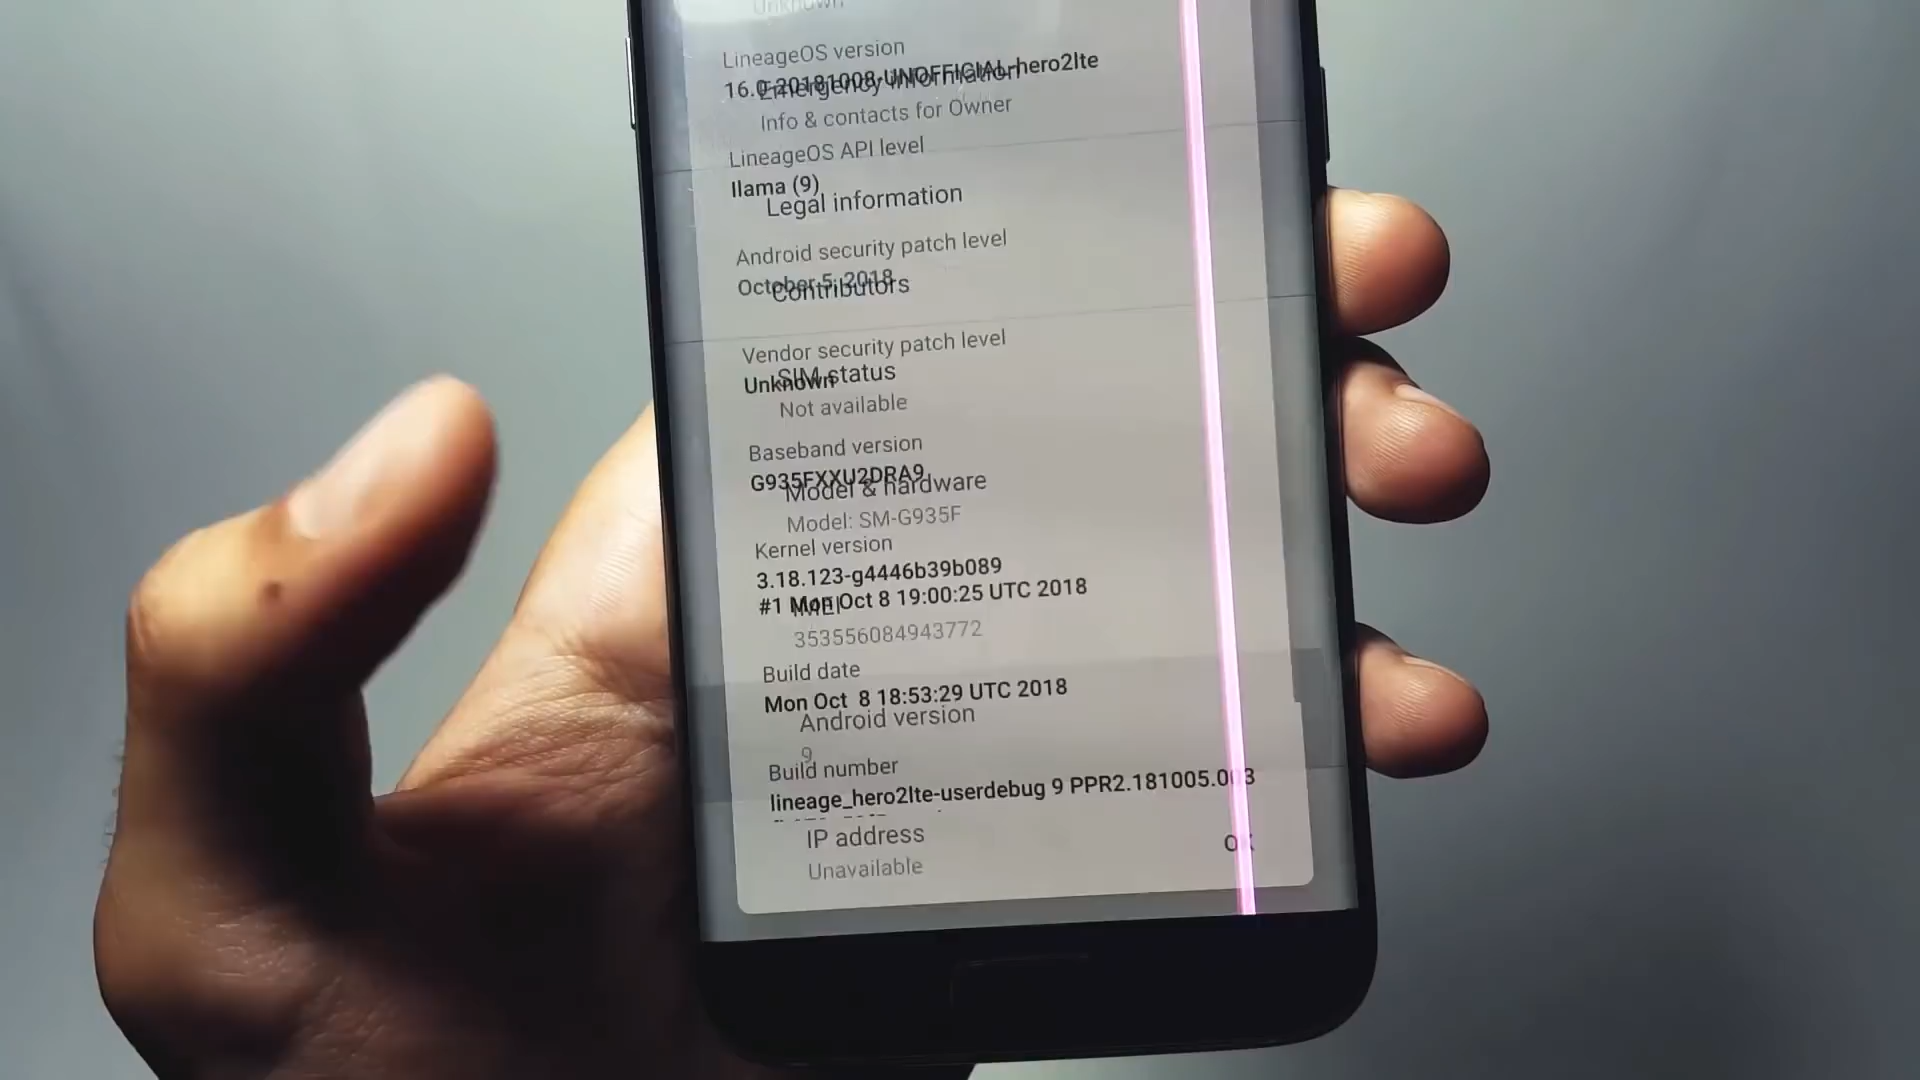 Unknown
LineageOS version
16.0-20181008-UNOFFICIAL-hero2lte
Emergency information
Info & contacts for Owner
LineageOS API level
llama (9)
Legal information
Android security patch level
October 5, 2018
Contributors
Vendor security patch level
Unknown
SIM status
Not available
Baseband version
G935FXXU2DRA9
Model & hardware
Model: SM-G935F
Kernel version
3.18.123-g4446b39b089
#1 Mon Oct 8 19:00:25 UTC 2018
IMEI
353556084943772
Build date
Mon Oct 8 18:53:29 UTC 2018
Android version
9
Build number
lineage_hero2lte-userdebug 9 PPR2.181005.003
IP address
Unavailable
OK